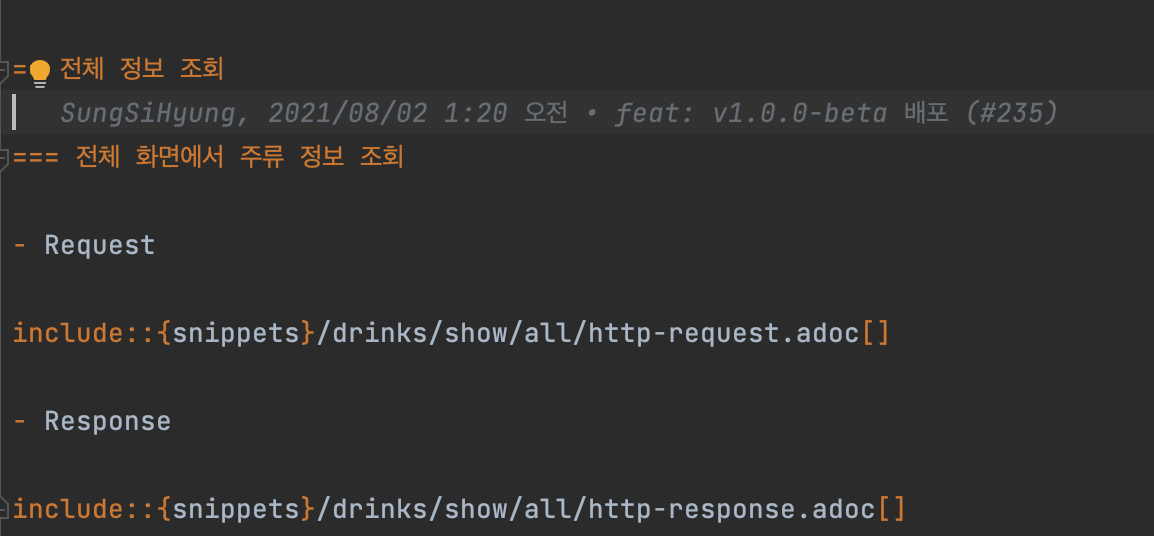 = 전체 정보 조회
SungSiHyung, 2021/08/02 1:20 오전 • feat: v1.0.0-beta 배포 (#235)
=== 전체 화면에서 주류 정보 조회
- Request
include::{snippets}/drinks/show/all/http-request.adoc[]
- Response
include::{snippets}/drinks/show/all/http-response.adoc[]